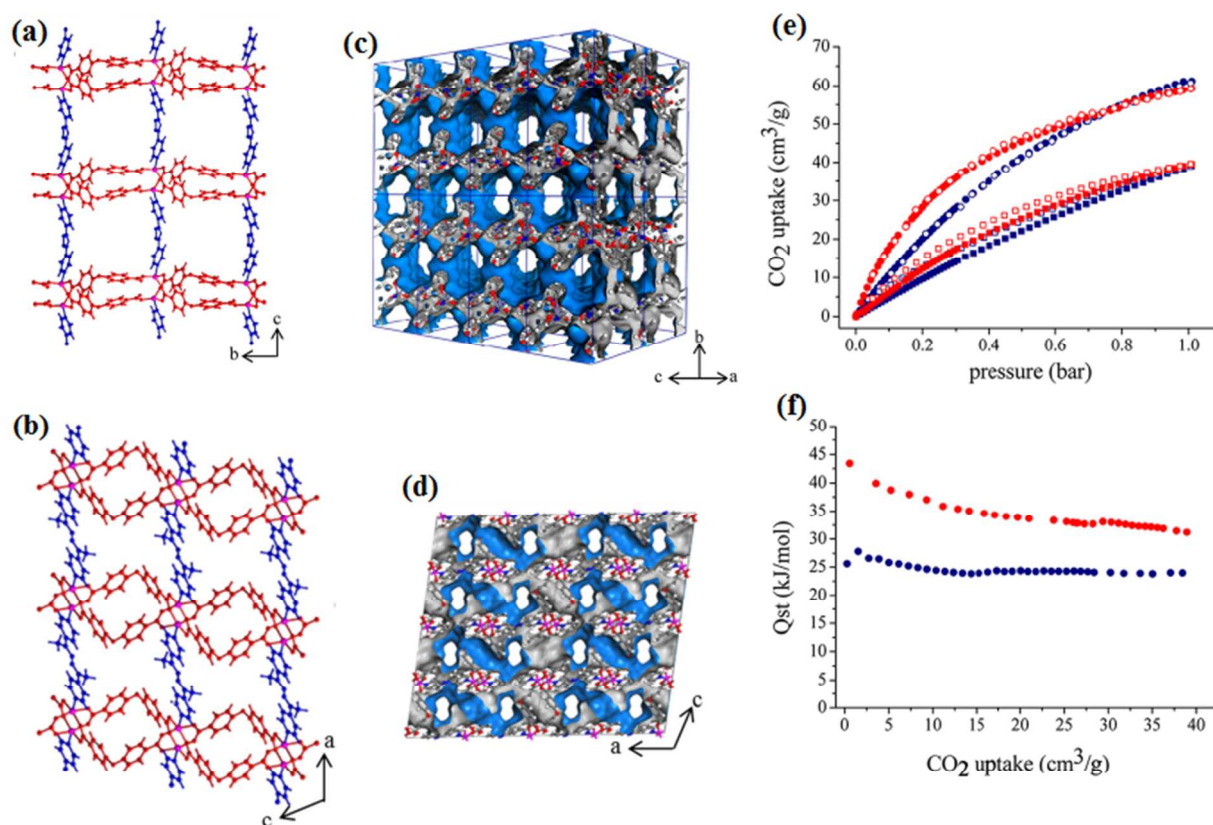 (a)
c
b
(b)
a
c
(c)
b
c
a
(d)
c
a
(e)
70
60
50
40
30
20
10
0
CO2 uptake (cm³/g)
0.0 0.2 0.4 0.6 0.8 1.0
pressure (bar)
(f)
50
45
40
35
30
25
20
15
10
5
0
Qst (kJ/mol)
0 5 10 15 20 25 30 35 40
CO2 uptake (cm³/g)